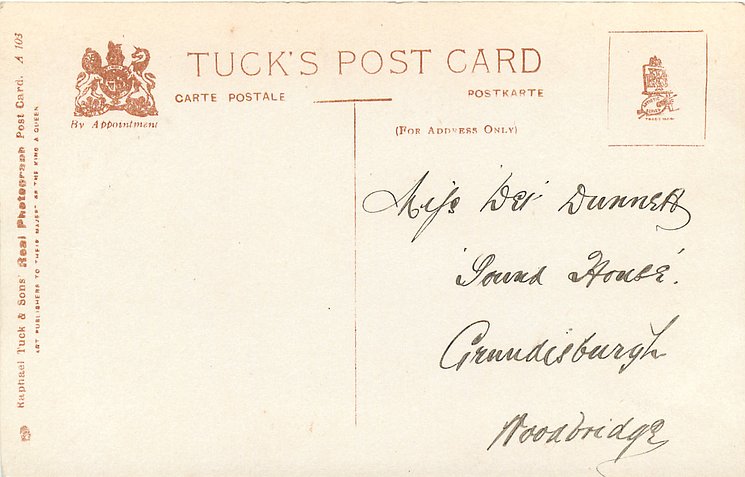 TUCK'S POST CARD
CARTE POSTALE
POSTKARTE
(FOR ADDRESS ONLY)
By Appointment
Raphael Tuck & Sons' Real Photograph Post Card. A 103
ART PUBLISHERS TO THEIR MAJESTIES THE KING & QUEEN
Miss Dunnett
House'.
Grundisburgh
Woodbridge